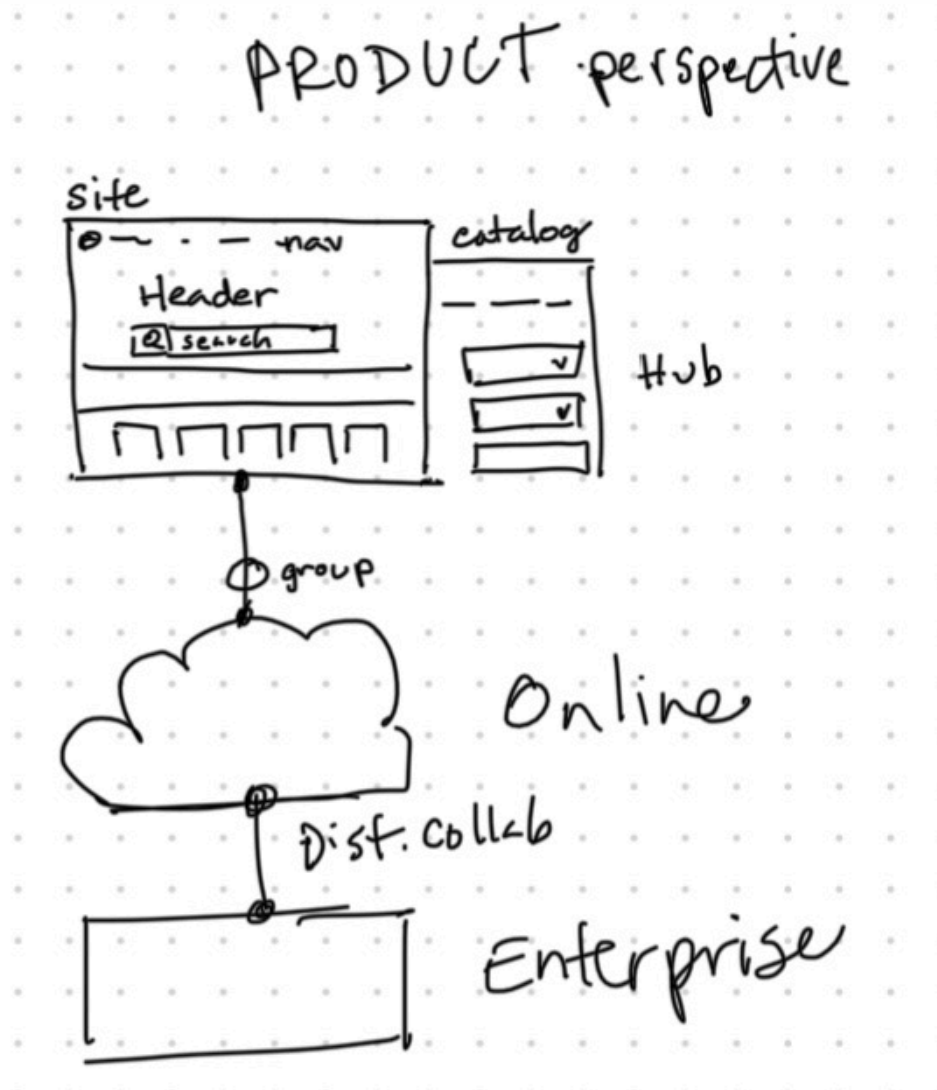 PRODUCT perspective
site
nav
catalog
Header
search
Hub
group
Online
Dist. collab
Enterprise